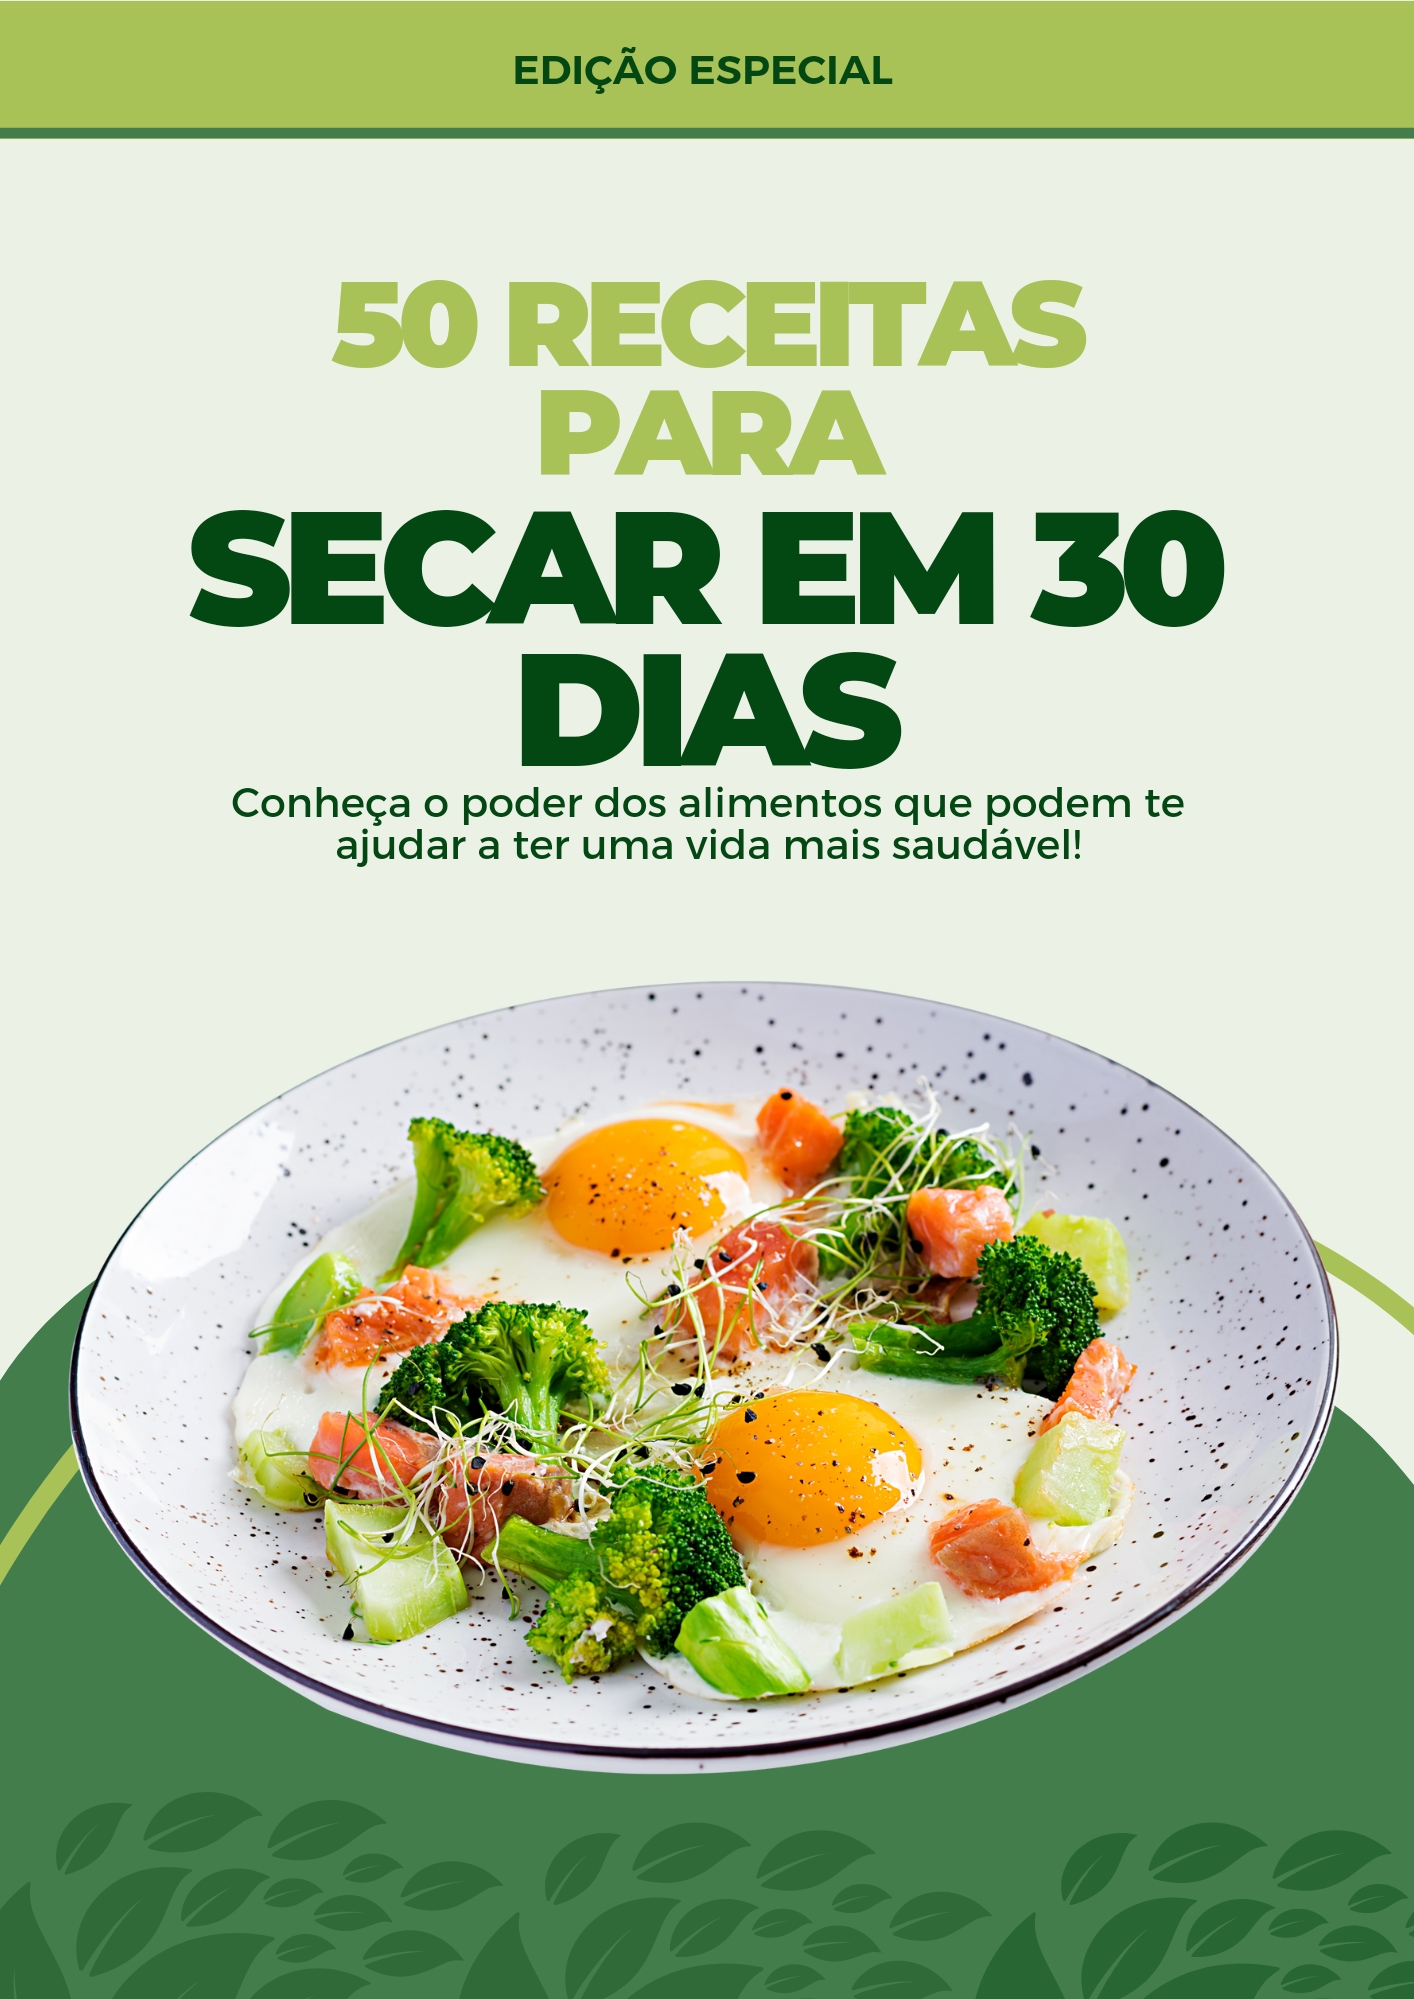 EDIÇÃO ESPECIAL
50 RECEITAS
PARA
SECAR EM 30
DIAS
Conheça o poder dos alimentos que podem te
ajudar a ter uma vida mais saudável!